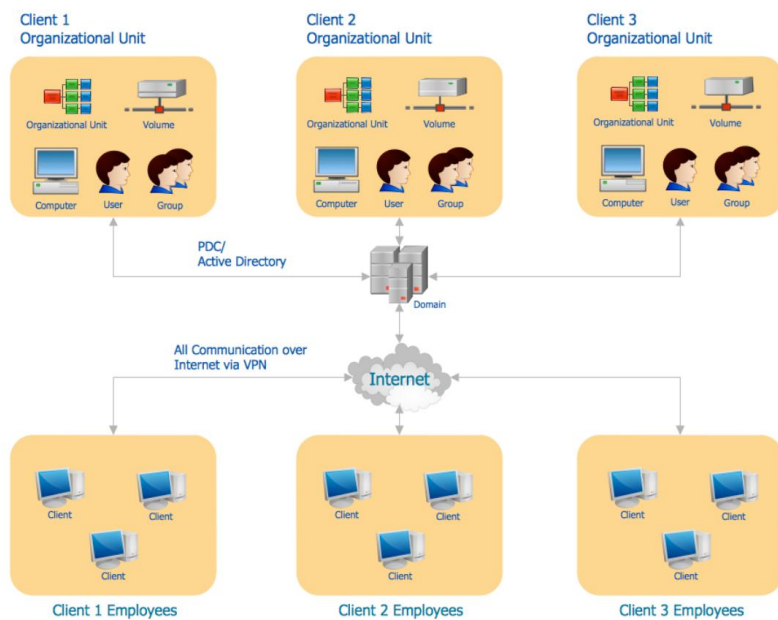 Client 1
Organizational Unit
Client 2
Organizational Unit
Client 3
Organizational Unit
Organizational Unit
Volume
Organizational Unit
Volume
Organizational Unit
Volume
Computer
User
Group
Computer
User
Group
Computer
User
Group
PDC/
Active Directory
Domain
All Communication over
Internet via VPN
Internet
Client
Client
Client
Client
Client
Client
Client
Client
Client
Client 1 Employees
Client 2 Employees
Client 3 Employees